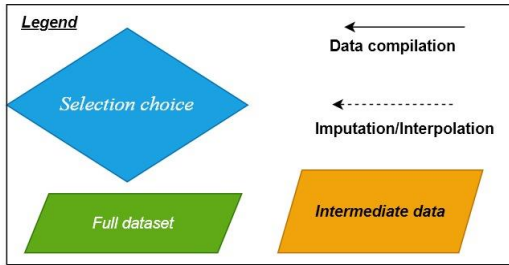 Legend
Data compilation
Selection choice
Imputation/Interpolation
Full dataset
Intermediate data